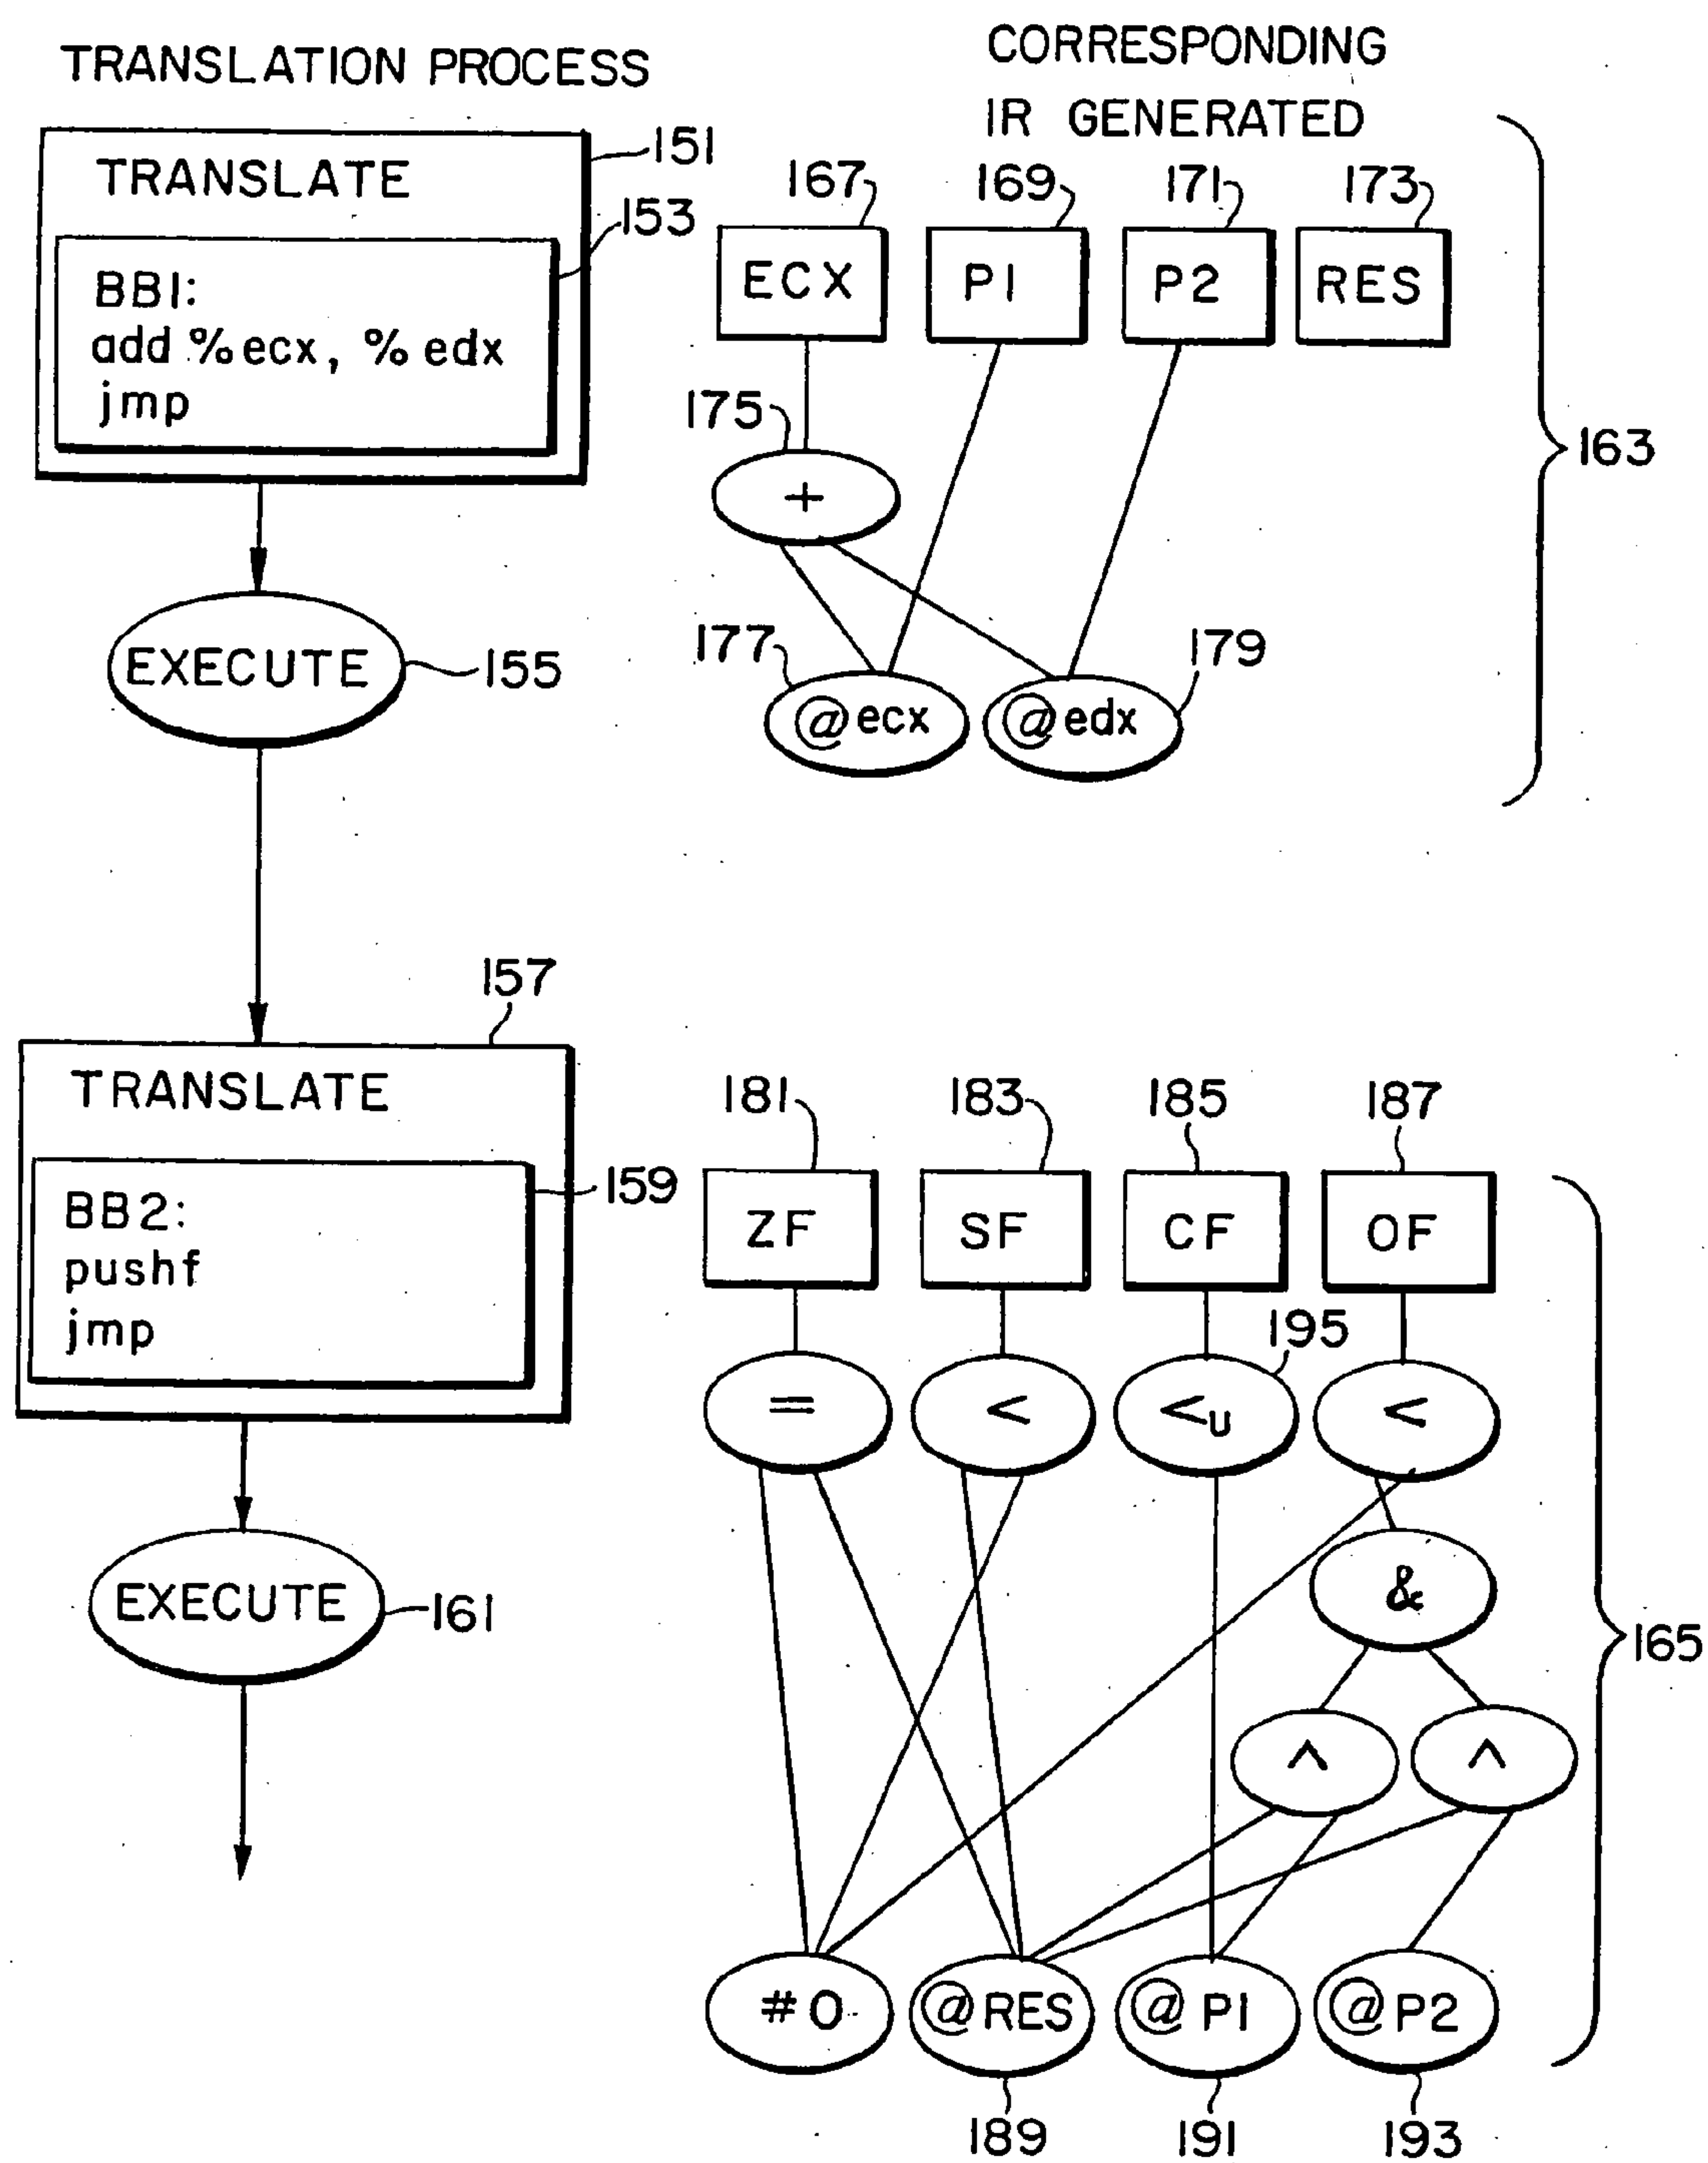 TRANSLATION PROCESS
CORRESPONDING
IR GENERATED
TRANSLATE
151
153
BB1:
add %ecx, %edx
jmp
EXECUTE
155
167
169
171
173
ECX
P1
P2
RES
175
+
163
177
179
@ecx
@edx
157
TRANSLATE
159
BB2:
pushf
jmp
EXECUTE
161
181
183
185
187
ZF
SF
CF
OF
195
=
<
<u
<
&
165
^
^
#0
@RES
@P1
@P2
189
191
193